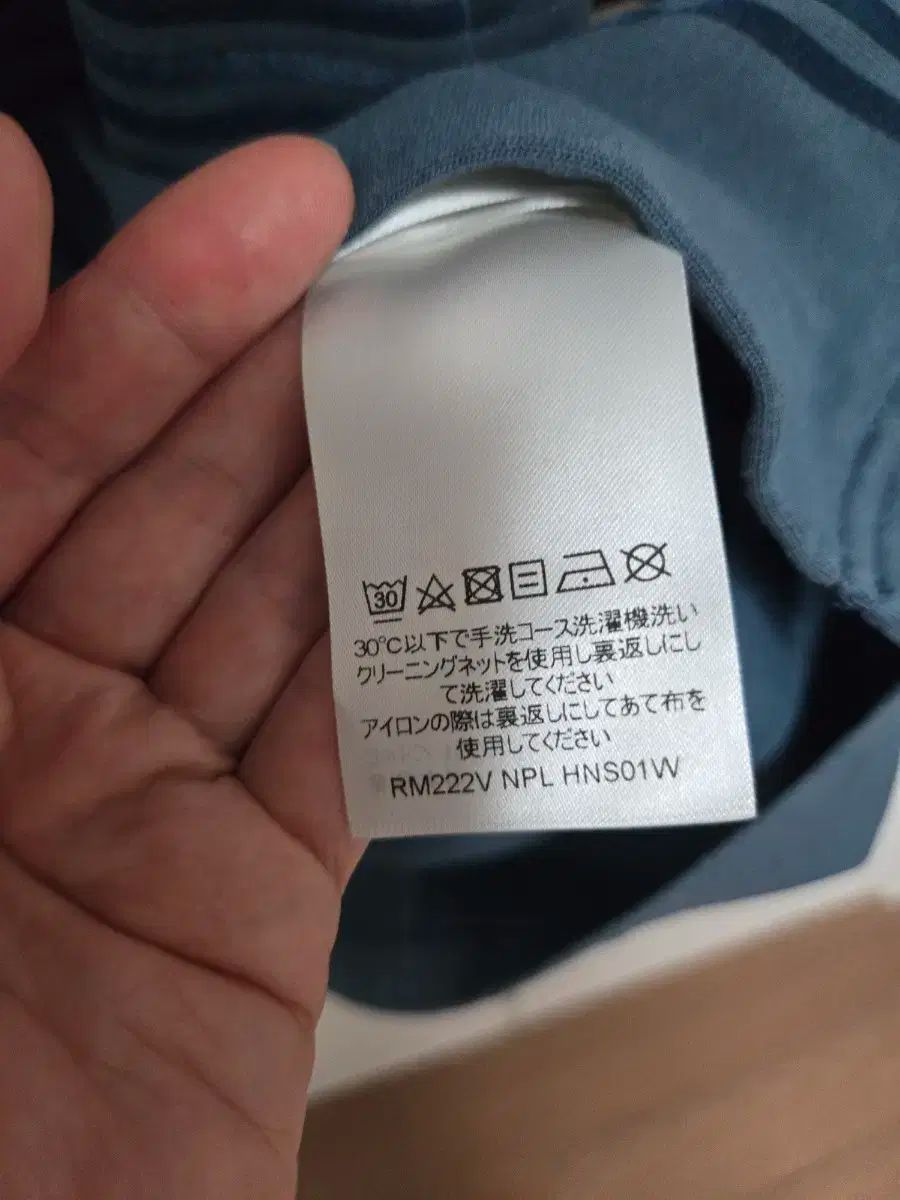 30
30℃以下で手洗コース洗濯機洗い
クリーニングネットを使用し裏返しにし
て洗濯してください
アイロンの際は裏返しにしてあて布を
使用してください
RM222V NPL HNS01W